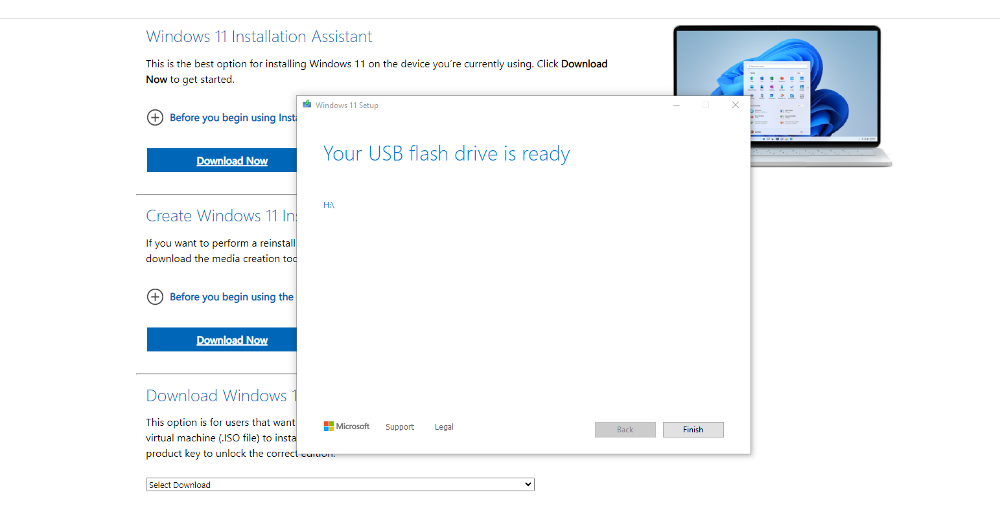 Windows 11 Installation Assistant
This is the best option for installing Windows 11 on the device you're currently using. Click Download
Now to get started.
Before you begin using Insta
Download Now
Create Windows 11 Ins
If you want to perform a reinstall
download the media creation too
Before you begin using the
Download Now
Download Windows 1
This option is for users that want
virtual machine (.ISO file) to insta
product key to unlock the correct edition.
Select Download
Windows 11 Setup
Your USB flash drive is ready
H:\
Microsoft
Support
Legal
Back
Finish